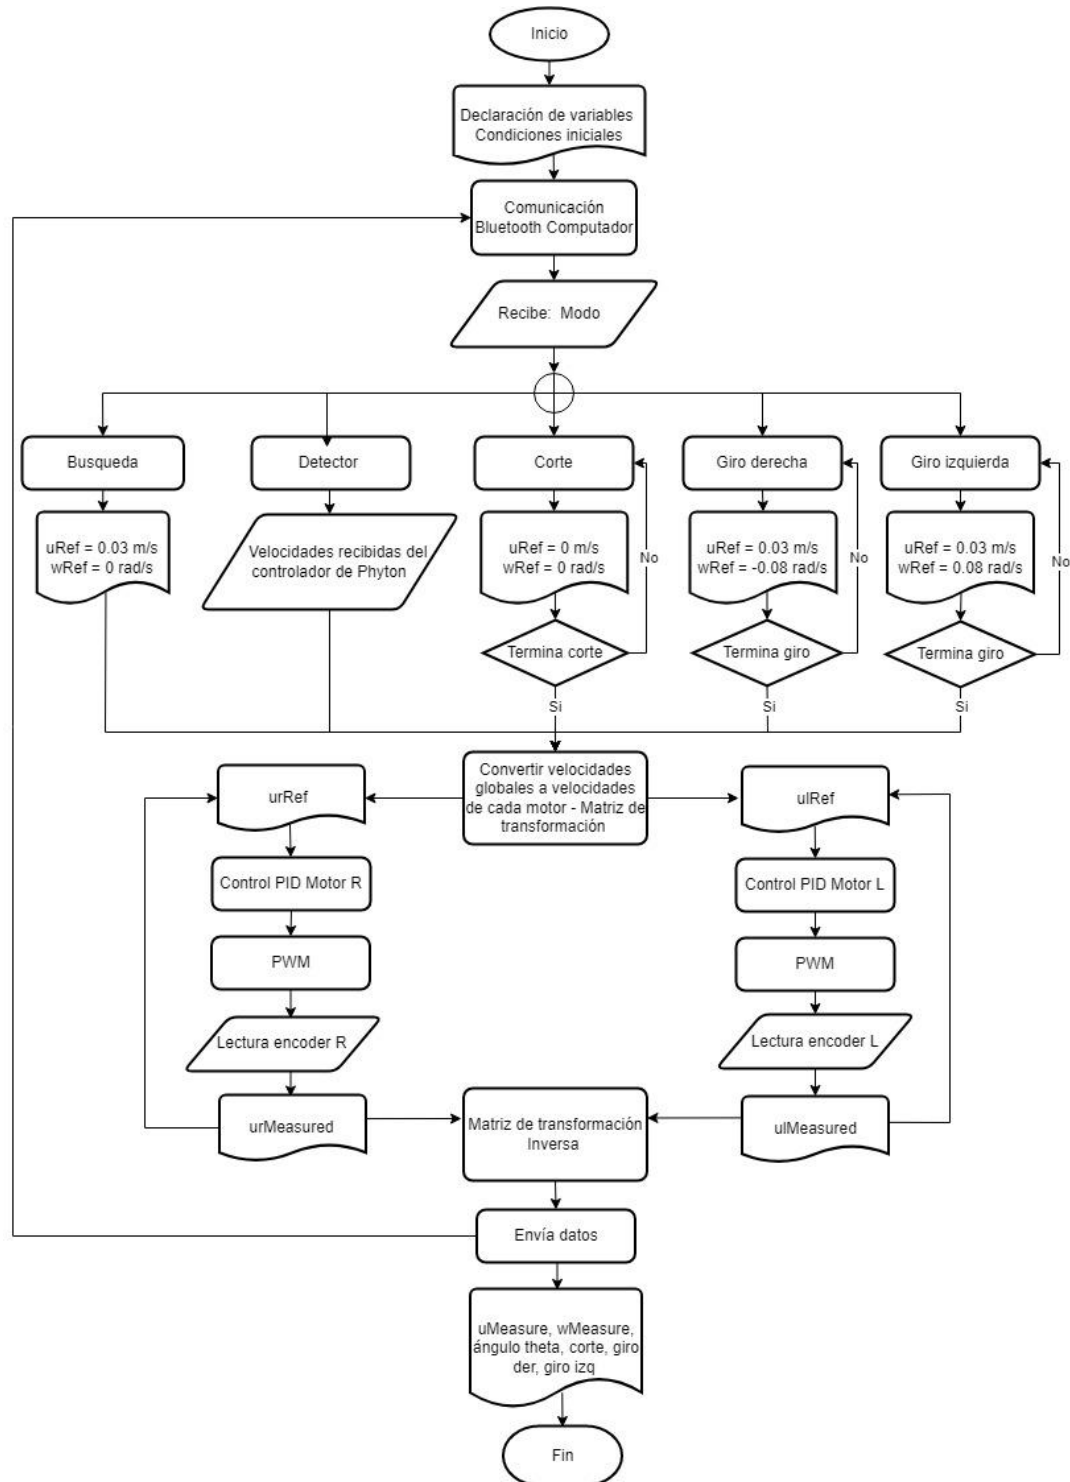 Inicio
Declaración de variables
Condiciones iniciales
Comunicación
Bluetooth Computador
Recibe: Modo
Busqueda
Detector
Corte
Giro derecha
Giro izquierda
uRef = 0.03 m/s
wRef = 0 rad/s
Velocidades recibidas del
controlador de Phyton
uRef = 0 m/s
wRef = 0 rad/s
No
uRef = 0.03 m/s
wRef = -0.08 rad/s
No
uRef = 0.03 m/s
wRef = 0.08 rad/s
No
Termina corte
Termina giro
Termina giro
Si
Si
Si
Convertir velocidades
globales a velocidades
de cada motor - Matriz de
transformación
urRef
ulRef
Control PID Motor R
Control PID Motor L
PWM
PWM
Lectura encoder R
Lectura encoder L
urMeasured
Matriz de transformación
Inversa
ulMeasured
Envía datos
uMeasure, wMeasure,
ángulo theta, corte, giro
der, giro izq
Fin